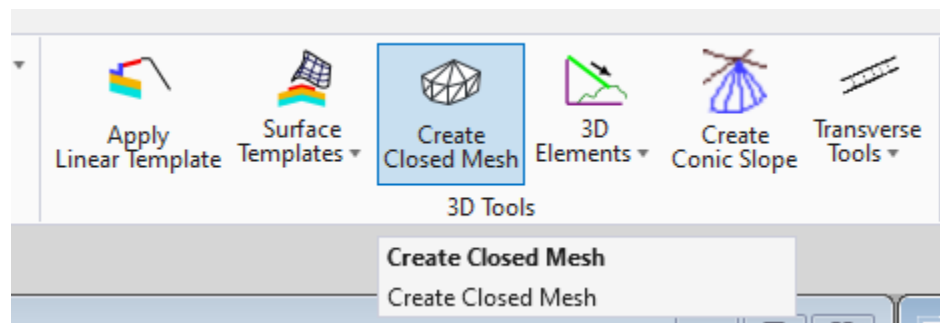 Apply
Linear Template
Surface
Templates
Create
Closed Mesh
3D
Elements
Create
Conic Slope
Transverse
Tools
3D Tools
Create Closed Mesh
Create Closed Mesh